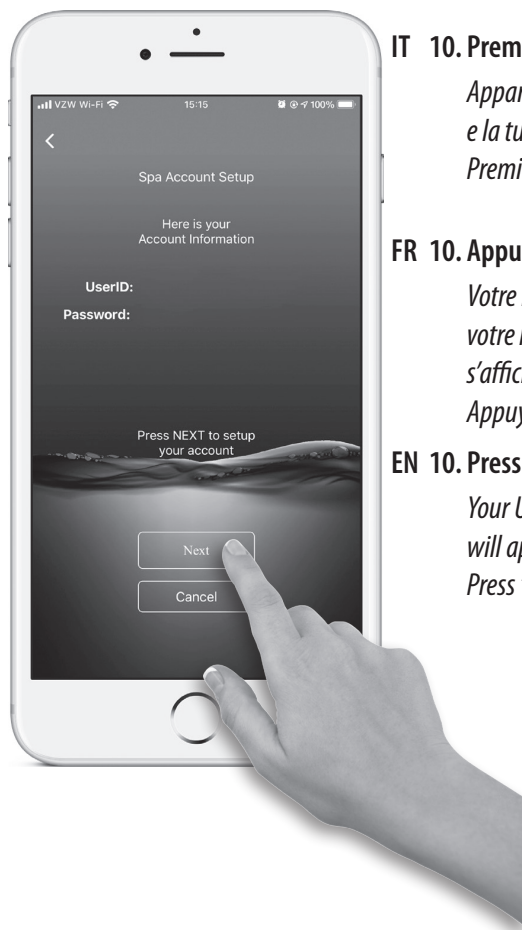 VZW Wi-Fi 15:15 100%
Spa Account Setup
Here is your
Account Information
UserID:
Password:
Press NEXT to setup
your account
Next
Cancel
IT 10. Prem
Appar
e la tu
Premi
FR 10. Appu
Votre
votre
s'affic
Appuy
EN 10. Press
Your U
will ap
Press